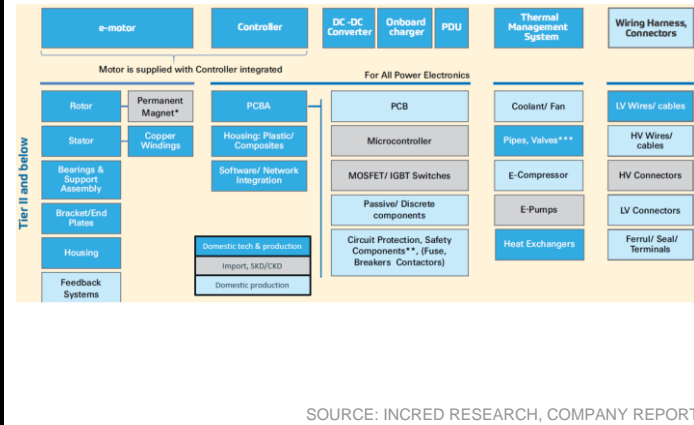 e-motor
Controller
DC -DC
Converter
Onboard
charger
PDU
Thermal
Management
System
Wiring Harness,
Connectors
Motor is supplied with Controller integrated
For All Power Electronics
Tier II and below
Rotor
Permanent
Magnet*
Stator
Copper
Windings
Bearings &
Support
Assembly
Bracket/End
Plates
Housing
Feedback
Systems
PCBA
Housing: Plastic/
Composites
Software/ Network
Integration
Domestic tech & production
Import, SKD/CKD
Domestic production
PCB
Microcontroller
MOSFET/ IGBT Switches
Passive/ Discrete
components
Circuit Protection, Safety
Components**, (Fuse,
Breakers Contactors)
Coolant/ Fan
Pipes, Valves***
E-Compressor
E-Pumps
Heat Exchangers
LV Wires/ cables
HV Wires/
cables
HV Connectors
LV Connectors
Ferrul/ Seal/
Terminals
SOURCE: INCRED RESEARCH, COMPANY REPORT